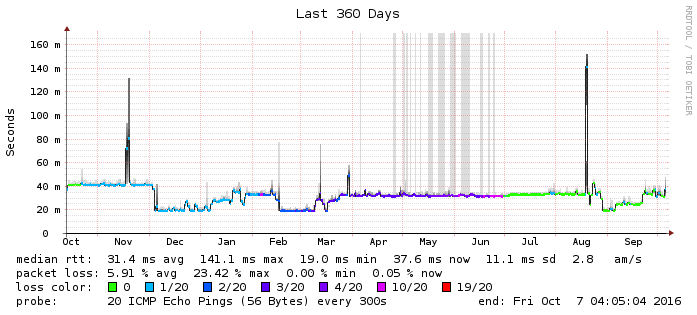 Last 360 Days
RRDTOOL / TOBI OETIKER
Seconds
160 m
140 m
120 m
100 m
80 m
60 m
40 m
20 m
0
Oct Nov Dec Jan Feb Mar Apr May Jun Jul Aug Sep
median rtt: 31.4 ms avg 141.1 ms max 19.0 ms min 37.6 ms now 11.1 ms sd 2.8 am/s
packet loss: 5.91 % avg 23.42 % max 0.00 % min 0.05 % now
loss color: 0 1/20 2/20 3/20 4/20 10/20 19/20
probe: 20 ICMP Echo Pings (56 Bytes) every 300s end: Fri Oct 7 04:05:04 2016